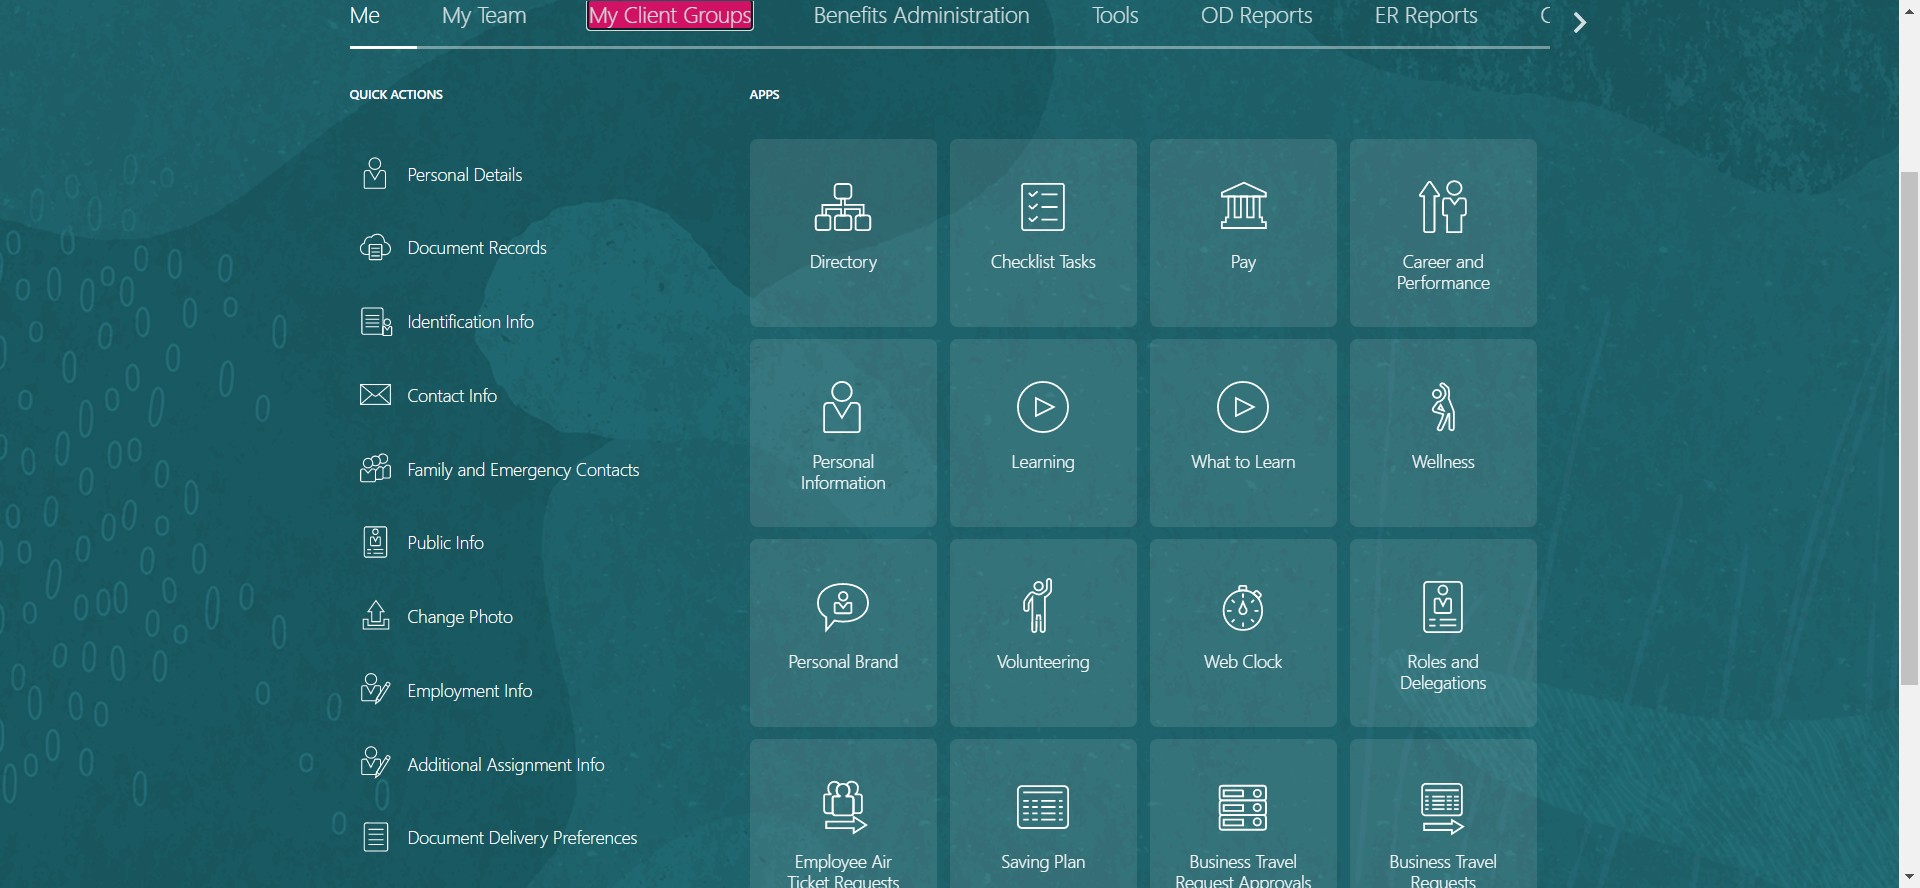 Me
My Team
My Client Groups
Benefits Administration
Tools
OD Reports
ER Reports
QUICK ACTIONS
Personal Details
Document Records
Identification Info
Contact Info
Family and Emergency Contacts
Public Info
Change Photo
Employment Info
Additional Assignment Info
Document Delivery Preferences
APPS
Directory
Checklist Tasks
Pay
Career and
Performance
Personal
Information
Learning
What to Learn
Wellness
Personal Brand
Volunteering
Web Clock
Roles and
Delegations
Employee Air
Ticket Requests
Saving Plan
Business Travel
Request Approvals
Business Travel
Requests